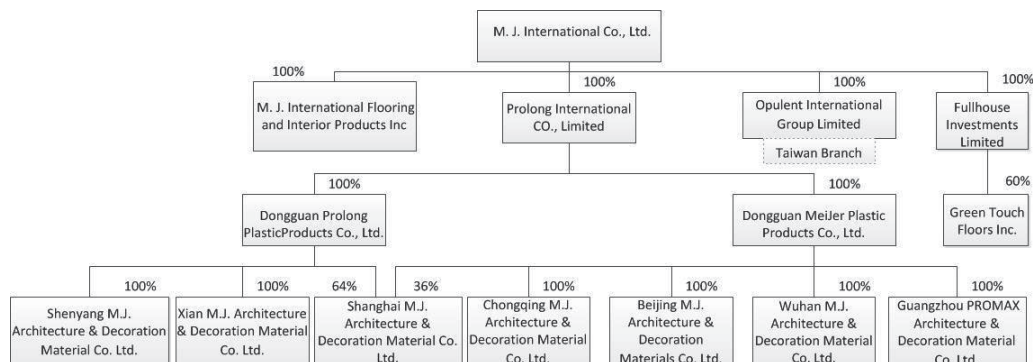 M. J. International Co., Ltd.
100%
100%
100%
100%
M. J. International Flooring
and Interior Products Inc
Prolong International
CO., Limited
Opulent International
Group Limited
Taiwan Branch
Fullhouse
Investments
Limited
100%
100%
60%
Dongguan Prolong
PlasticProducts Co., Ltd.
Dongguan MeiJer Plastic
Products Co., Ltd.
Green Touch
Floors Inc.
100%
100%
64%
36%
100%
100%
100%
100%
Shenyang M.J.
Architecture & Decoration
Material Co. Ltd.
Xian M.J. Architecture
& Decoration Material
Co. Ltd.
Shanghai M.J.
Architecture &
Decoration Material Co.
Ltd.
Chongqing M.J.
Architecture &
Decoration Material
Co. Ltd.
Beijing M.J.
Architecture &
Decoration
Materials Co. Ltd.
Wuhan M.J.
Architecture &
Decoration Material
Co. Ltd.
Guangzhou PROMAX
Architecture &
Decoration Material
Co. Ltd.